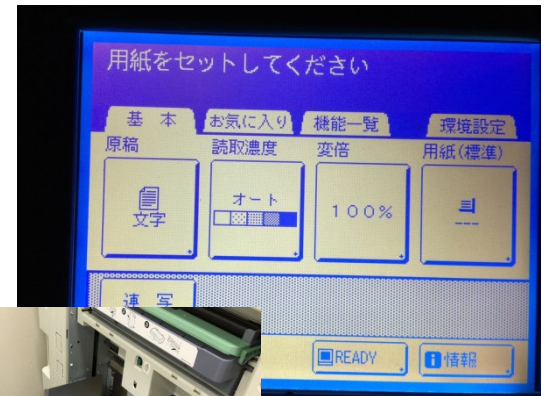 用紙をセットしてください
基本 お気に入り 機能一覧 環境設定
原稿 読取濃度 変倍 用紙(標準)
文字 オート 100% ---
連写
READY 情報